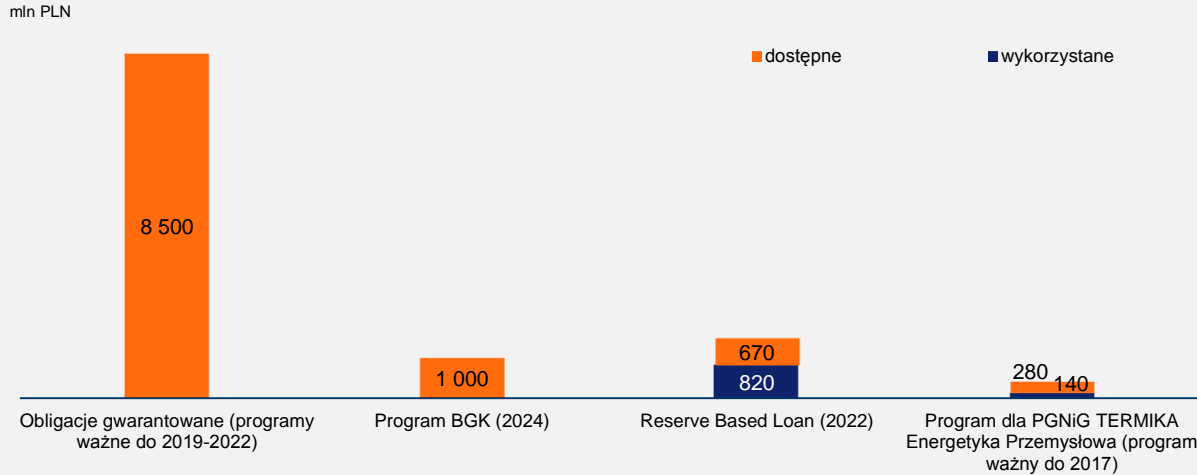 mln PLN
dostępne
wykorzystane
8 500
1 000
670
820
280
140
Obligacje gwarantowane (programy
ważne do 2019-2022)
Program BGK (2024)
Reserve Based Loan (2022)
Program dla PGNiG TERMIKA
Energetyka Przemysłowa (program
ważny do 2017)